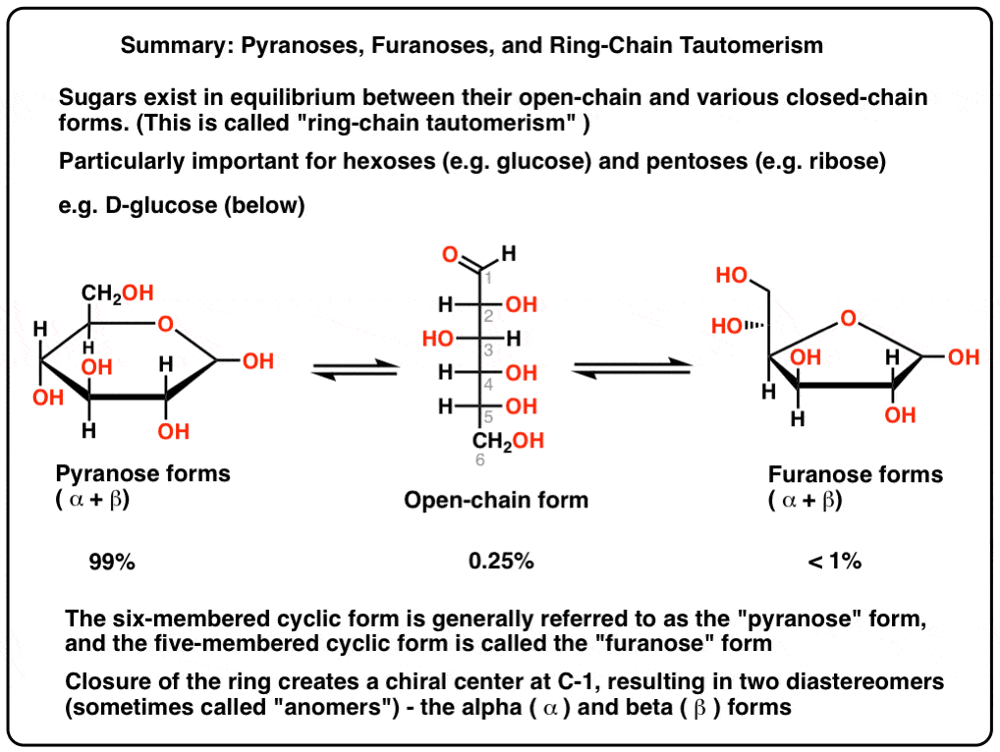 Summary: Pyranoses, Furanoses, and Ring-Chain Tautomerism
Sugars exist in equilibrium between their open-chain and various closed-chain
forms. (This is called "ring-chain tautomerism" )
Particularly important for hexoses (e.g. glucose) and pentoses (e.g. ribose)
e.g. D-glucose (below)
CH₂OH
H
O
H
OH
H
OH
OH
H
OH
O
H
1
H
OH
2
HO
H
3
H
OH
4
H
OH
5
CH₂OH
6
HO
HO
O
OH
H
OH
H
H
OH
Pyranose forms
( α + β)
Open-chain form
Furanose forms
( α + β)
99%
0.25%
< 1%
The six-membered cyclic form is generally referred to as the "pyranose" form,
and the five-membered cyclic form is called the "furanose" form
Closure of the ring creates a chiral center at C-1, resulting in two diastereomers
(sometimes called "anomers") - the alpha ( α ) and beta ( β ) forms